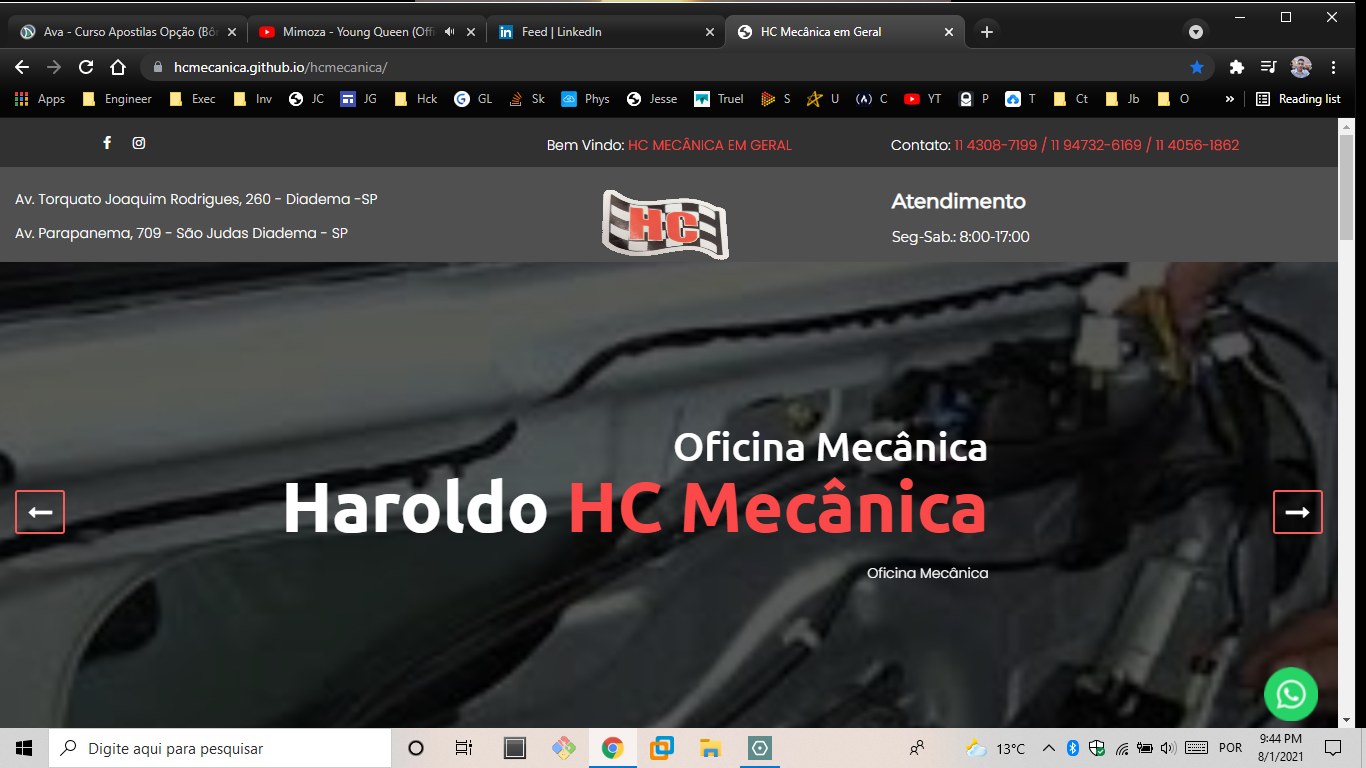 Ava - Curso Apostilas Opção (Bôr
Mimoza - Young Queen (Offi
Feed | LinkedIn
HC Mecânica em Geral
hcmecanica.github.io/hcmecanica/
Apps Engineer Exec Inv JC JG Hck GL Sk Phys Jesse Truel S U C YT P T Ct Jb O » Reading list
Bem Vindo: HC MECÂNICA EM GERAL
Contato: 11 4308-7199 / 11 94732-6169 / 11 4056-1862
Av. Torquato Joaquim Rodrigues, 260 - Diadema -SP
Av. Parapanema, 709 - São Judas Diadema - SP
HC
Atendimento
Seg-Sab.: 8:00-17:00
Oficina Mecânica
Haroldo HC Mecânica
Oficina Mecânica
Digite aqui para pesquisar
13°C
POR
9:44 PM
8/1/2021